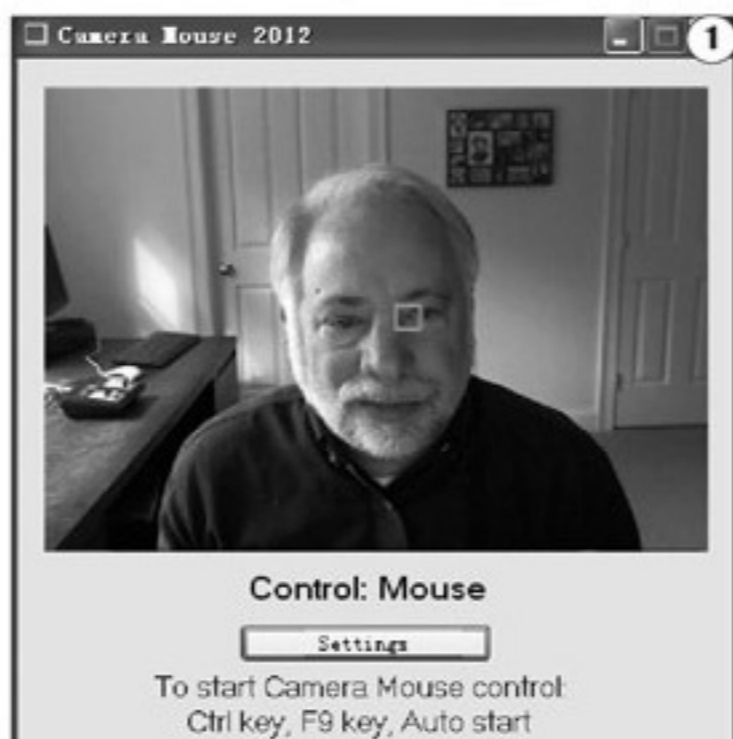 Camera Mouse 2012
1
Control: Mouse
Settings
To start Camera Mouse control:
Ctrl key, F9 key, Auto start